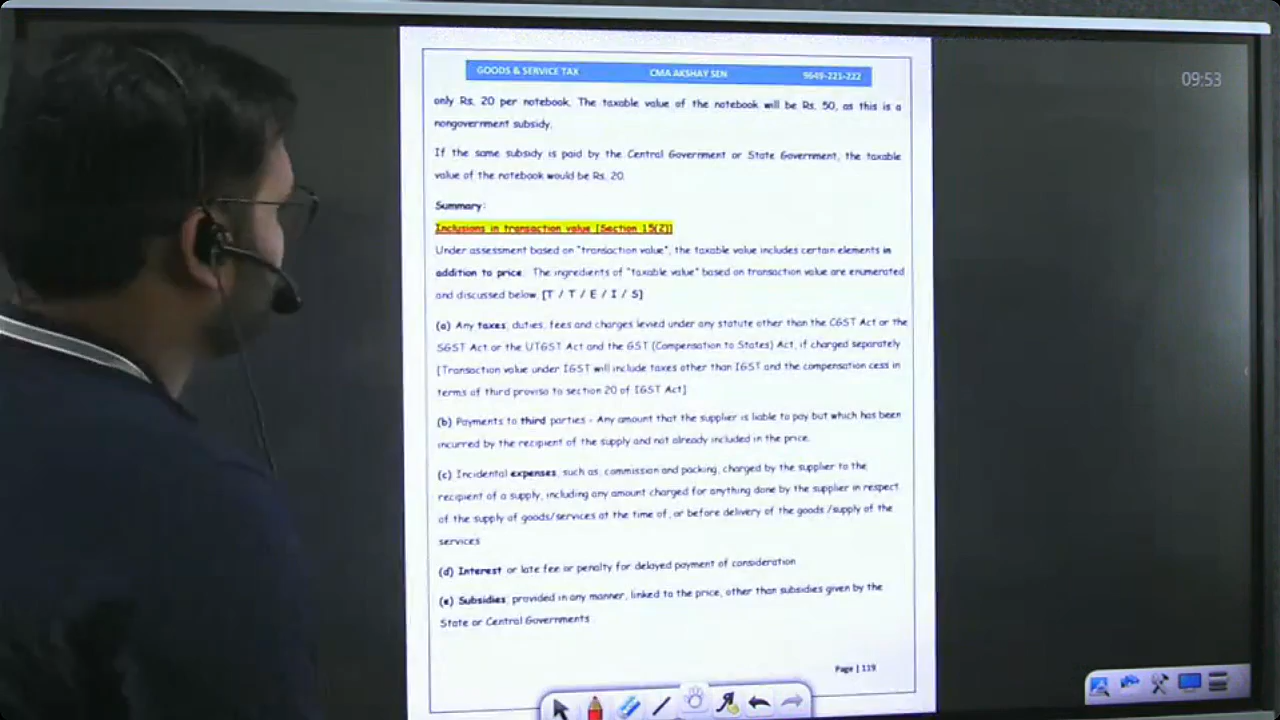 GOODS & SERVICE TAX CMA AKSHAY SEN 9649-221-222
09:53
only Rs. 20 per notebook. The taxable value of the notebook will be Rs. 50, as this is a
nongovernment subsidy.
If the same subsidy is paid by the Central Government or State Government, the taxable
value of the notebook would be Rs. 20.
Summary:
Inclusions in transaction value [Section 15(2)]
Under assessment based on "transaction value", the taxable value includes certain elements in
addition to price. The ingredients of "taxable value" based on transaction value are enumerated
and discussed below. [T / T / E / I / S]
(a) Any taxes, duties, fees and charges levied under any statute other than the CGST Act or the
SGST Act or the UTGST Act and the GST (Compensation to States) Act, if charged separately
[Transaction value under IGST will include taxes other than IGST and the compensation cess in
terms of third proviso to section 20 of IGST Act]
(b) Payments to third parties - Any amount that the supplier is liable to pay but which has been
incurred by the recipient of the supply and not already included in the price.
(c) Incidental expenses, such as, commission and packing, charged by the supplier to the
recipient of a supply, including any amount charged for anything done by the supplier in respect
of the supply of goods/services at the time of, or before delivery of the goods /supply of the
services
(d) Interest or late fee or penalty for delayed payment of consideration
(e) Subsidies, provided in any manner, linked to the price, other than subsidies given by the
State or Central Governments.
Page | 119